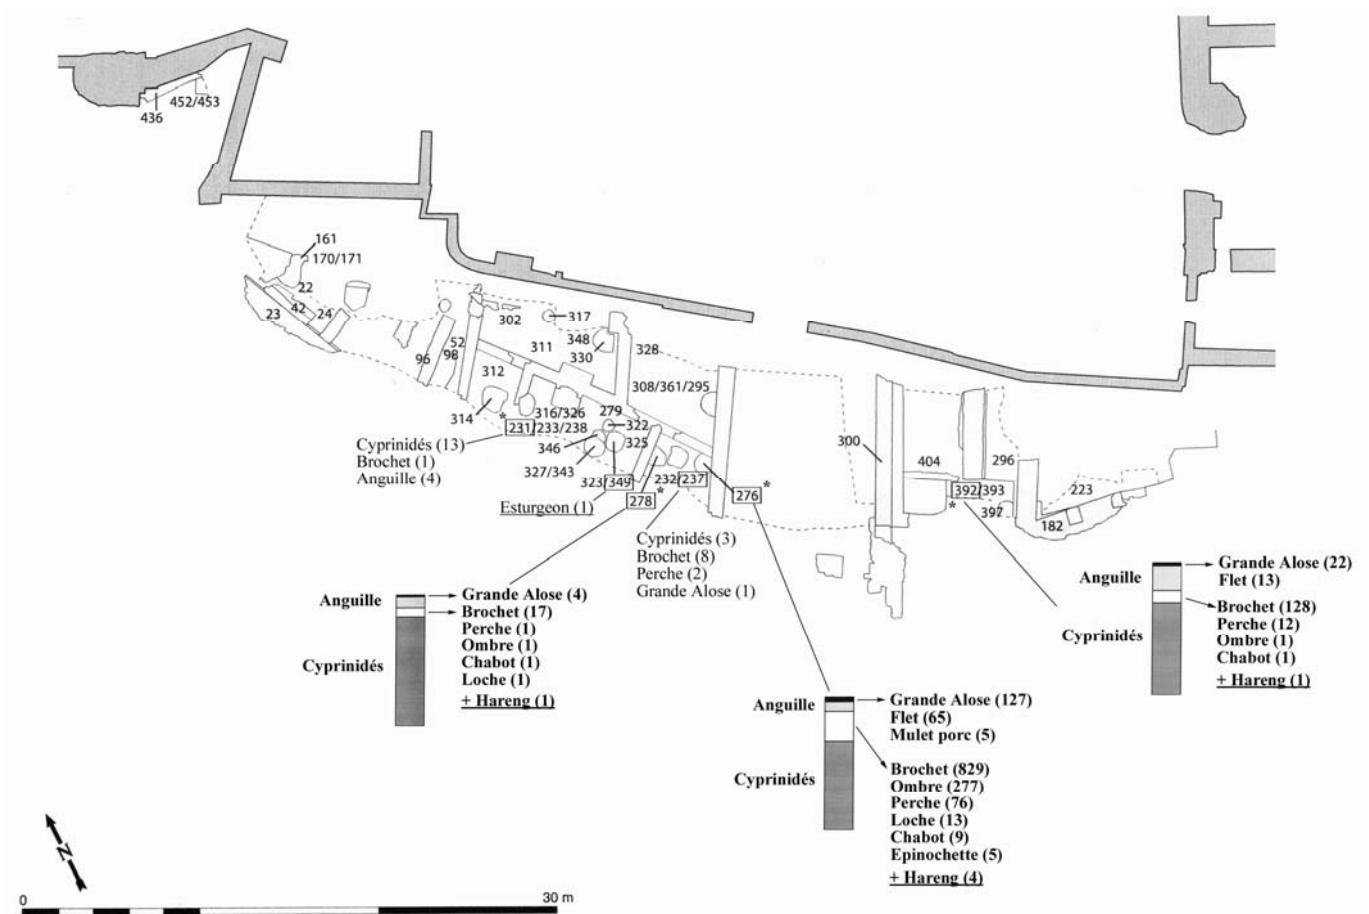 452/453
436
161
170/171
22
42
23
24
302
317
52
348
311
96
98
330
328
312
308/361/295
314
316/326
279
*
322
231/233/238
300
Cyprinidés (13)
346
325
404
296
Brochet (1)
327/343
Anguille (4)
323/349
232/237
*
392/393
223
Esturgeon (1)
278
*
276
*
397
182
Cyprinidés (3)
Brochet (8)
Perche (2)
Grande Alose (1)
Grande Alose (22)
Anguille
Flet (13)
Brochet (128)
Cyprinidés
Perche (12)
Ombre (1)
Chabot (1)
+ Hareng (1)
Anguille
Grande Alose (4)
Brochet (17)
Perche (1)
Ombre (1)
Cyprinidés
Chabot (1)
Loche (1)
+ Hareng (1)
Anguille
Grande Alose (127)
Flet (65)
Mulet porc (5)
Cyprinidés
Brochet (829)
Ombre (277)
Perche (76)
Loche (13)
Chabot (9)
Epinochette (5)
+ Hareng (4)
N
0
30 m